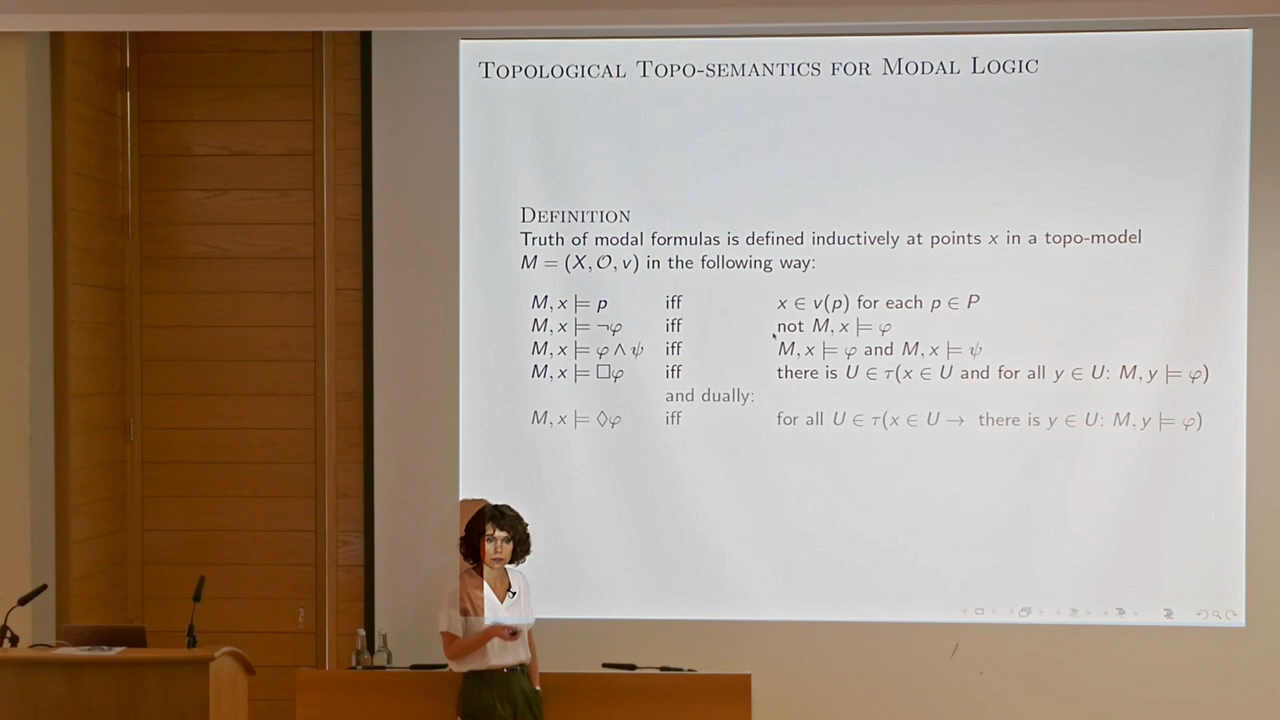 Topological Topo-semantics for Modal Logic
Definition
Truth of modal formulas is defined inductively at points x in a topo-model
M = (X, 𝒪, v) in the following way:
M, x ⊨ p iff x ∈ v(p) for each p ∈ P
M, x ⊨ ¬φ iff not M, x ⊨ φ
M, x ⊨ φ ∧ ψ iff M, x ⊨ φ and M, x ⊨ ψ
M, x ⊨ □φ iff there is U ∈ τ(x ∈ U and for all y ∈ U: M, y ⊨ φ)
and dually:
M, x ⊨ ◊φ iff for all U ∈ τ(x ∈ U → there is y ∈ U: M, y ⊨ φ)